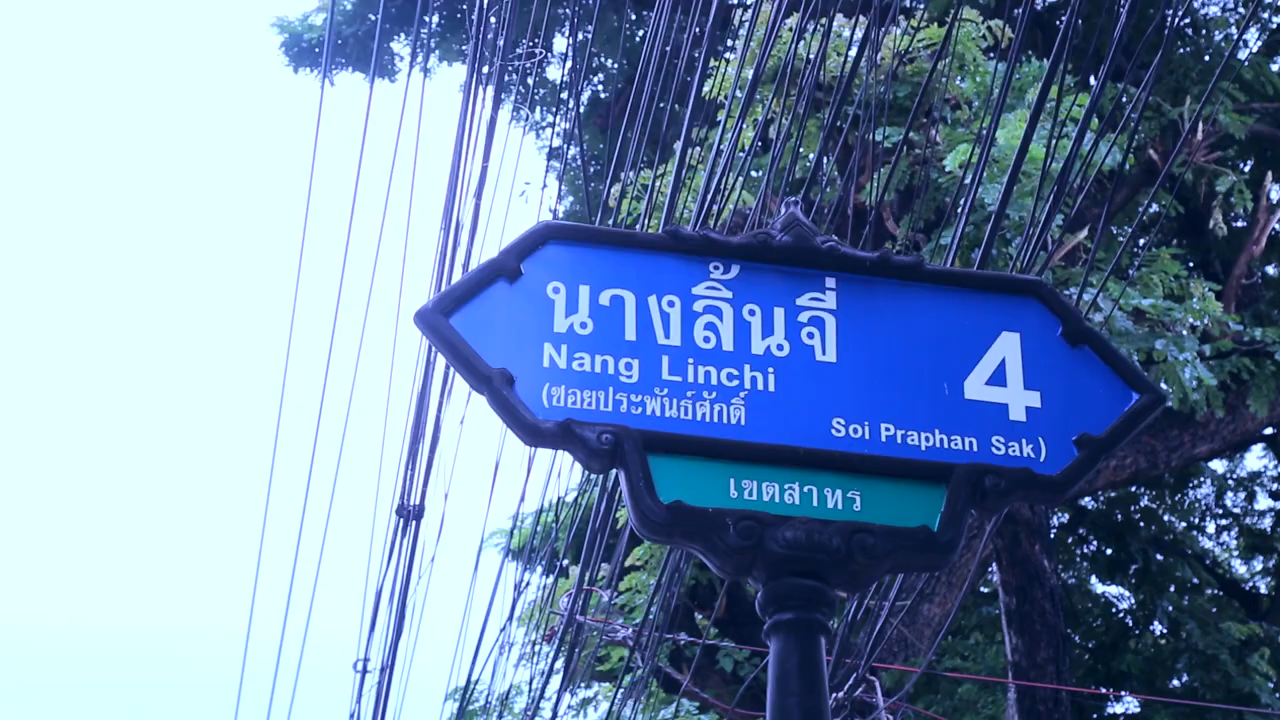 นางลิ้นจี่ 4
Nang Linchi
(ซอยประพันธ์ศักดิ์
Soi Praphan Sak)
เขตสาทร